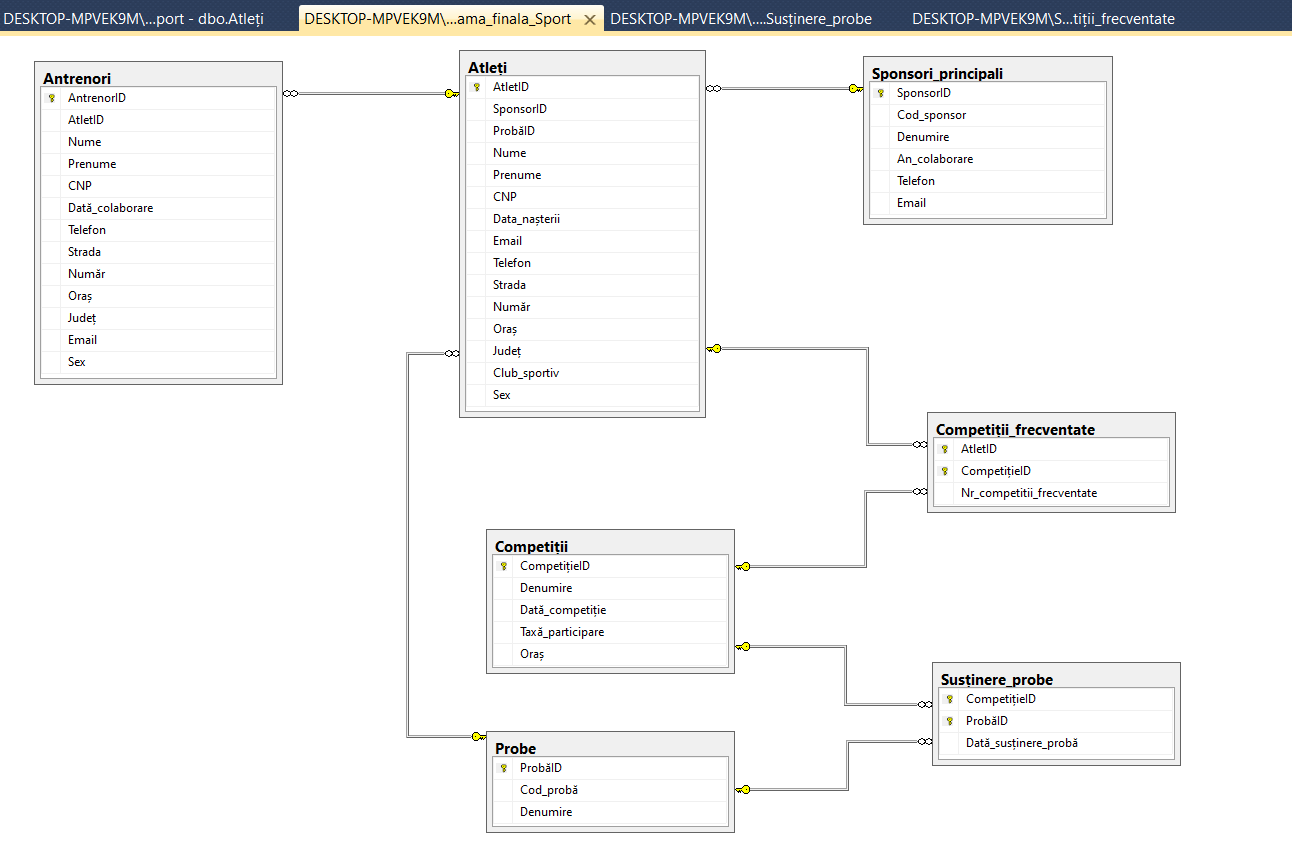 DESKTOP-MPVEK9M\...port - dbo.Atleți
DESKTOP-MPVEK9M\...ama_finala_Sport
DESKTOP-MPVEK9M\....Susținere_probe
DESKTOP-MPVEK9M\S...tiții_frecventate
Antrenori
AntrenorID
AtletID
Nume
Prenume
CNP
Dată_colaborare
Telefon
Strada
Număr
Oraș
Județ
Email
Sex
Atleți
AtletID
SponsorID
ProbăID
Nume
Prenume
CNP
Data_nașterii
Email
Telefon
Strada
Număr
Oraș
Județ
Club_sportiv
Sex
Sponsori_principali
SponsorID
Cod_sponsor
Denumire
An_colaborare
Telefon
Email
Competiții_frecventate
AtletID
CompetițieID
Nr_competitii_frecventate
Competiții
CompetițieID
Denumire
Dată_competiție
Taxă_participare
Oraș
Susținere_probe
CompetițieID
ProbăID
Dată_susținere_probă
Probe
ProbăID
Cod_probă
Denumire